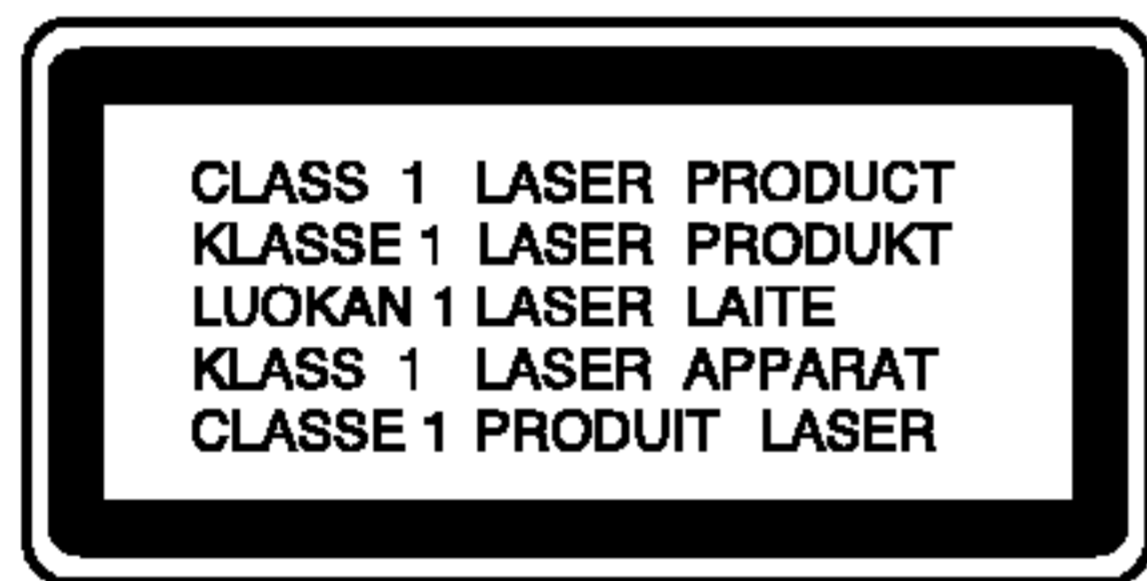 CLASS 1 LASER PRODUCT
KLASSE 1 LASER PRODUKT
LUOKAN 1 LASER LAITE
KLASS 1 LASER APPARAT
CLASSE 1 PRODUIT LASER